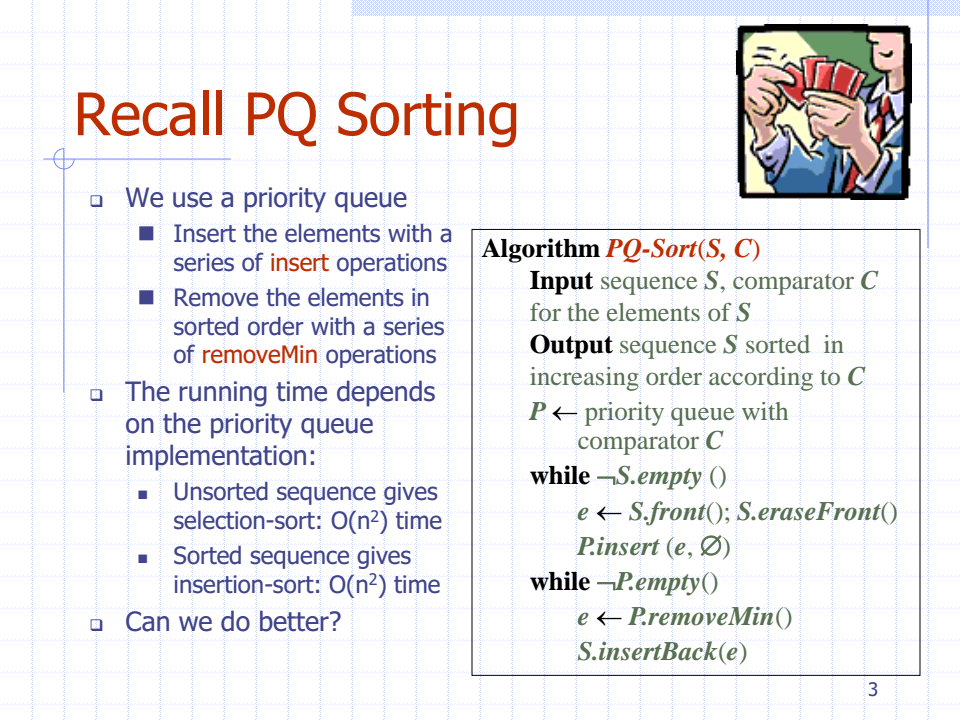 Recall PQ Sorting
❑ We use a priority queue
■ Insert the elements with a
series of insert operations
■ Remove the elements in
sorted order with a series
of removeMin operations
❑ The running time depends
on the priority queue
implementation:
■ Unsorted sequence gives
selection-sort: O(n²) time
■ Sorted sequence gives
insertion-sort: O(n²) time
❑ Can we do better?
Algorithm PQ-Sort(S, C)
Input sequence S, comparator C
for the elements of S
Output sequence S sorted in
increasing order according to C
P ← priority queue with
comparator C
while ¬S.empty ()
e ← S.front(); S.eraseFront()
P.insert (e, ∅)
while ¬P.empty()
e ← P.removeMin()
S.insertBack(e)
3